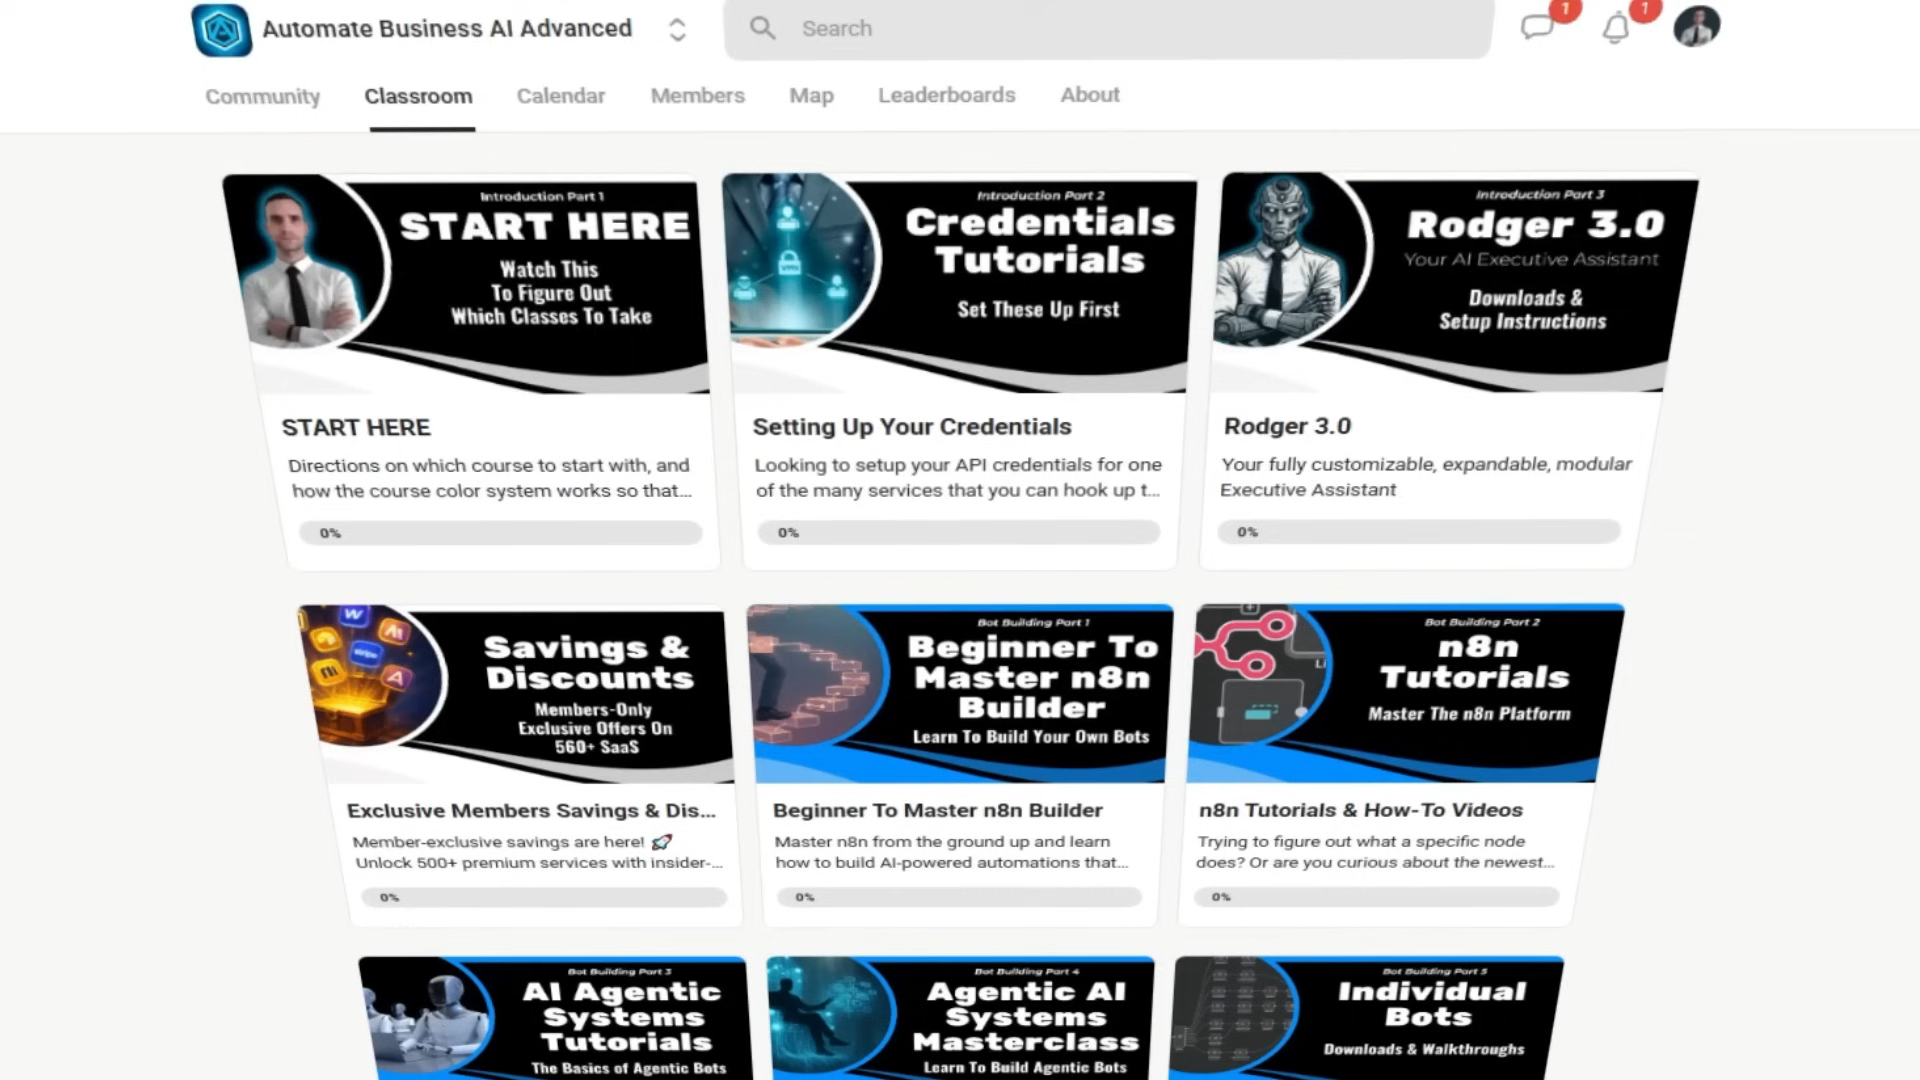 Automate Business AI Advanced
Search
1
1
Community
Classroom
Calendar
Members
Map
Leaderboards
About
Introduction Part 1
START HERE
Watch This
To Figure Out
Which Classes To Take
START HERE
Directions on which course to start with, and
how the course color system works so that...
0%
Introduction Part 2
Credentials
Tutorials
Set These Up First
Setting Up Your Credentials
Looking to setup your API credentials for one
of the many services that you can hook up t...
0%
Introduction Part 3
Rodger 3.0
Your AI Executive Assistant
Downloads &
Setup Instructions
Rodger 3.0
Your fully customizable, expandable, modular
Executive Assistant
0%
Savings &
Discounts
Members-Only
Exclusive Offers On
560+ SaaS
Exclusive Members Savings & Dis...
Member-exclusive savings are here! 🚀
Unlock 500+ premium services with insider-...
0%
Bot Building Part 1
Beginner To
Master n8n
Builder
Learn To Build Your Own Bots
Beginner To Master n8n Builder
Master n8n from the ground up and learn
how to build AI-powered automations that...
0%
Bot Building Part 2
n8n
Tutorials
Master The n8n Platform
n8n Tutorials & How-To Videos
Trying to figure out what a specific node
does? Or are you curious about the newest...
0%
Bot Building Part 3
AI Agentic
Systems
Tutorials
The Basics of Agentic Bots
Bot Building Part 4
Agentic AI
Systems
Masterclass
Learn To Build Agentic Bots
Bot Building Part 5
Individual
Bots
Downloads & Walkthroughs